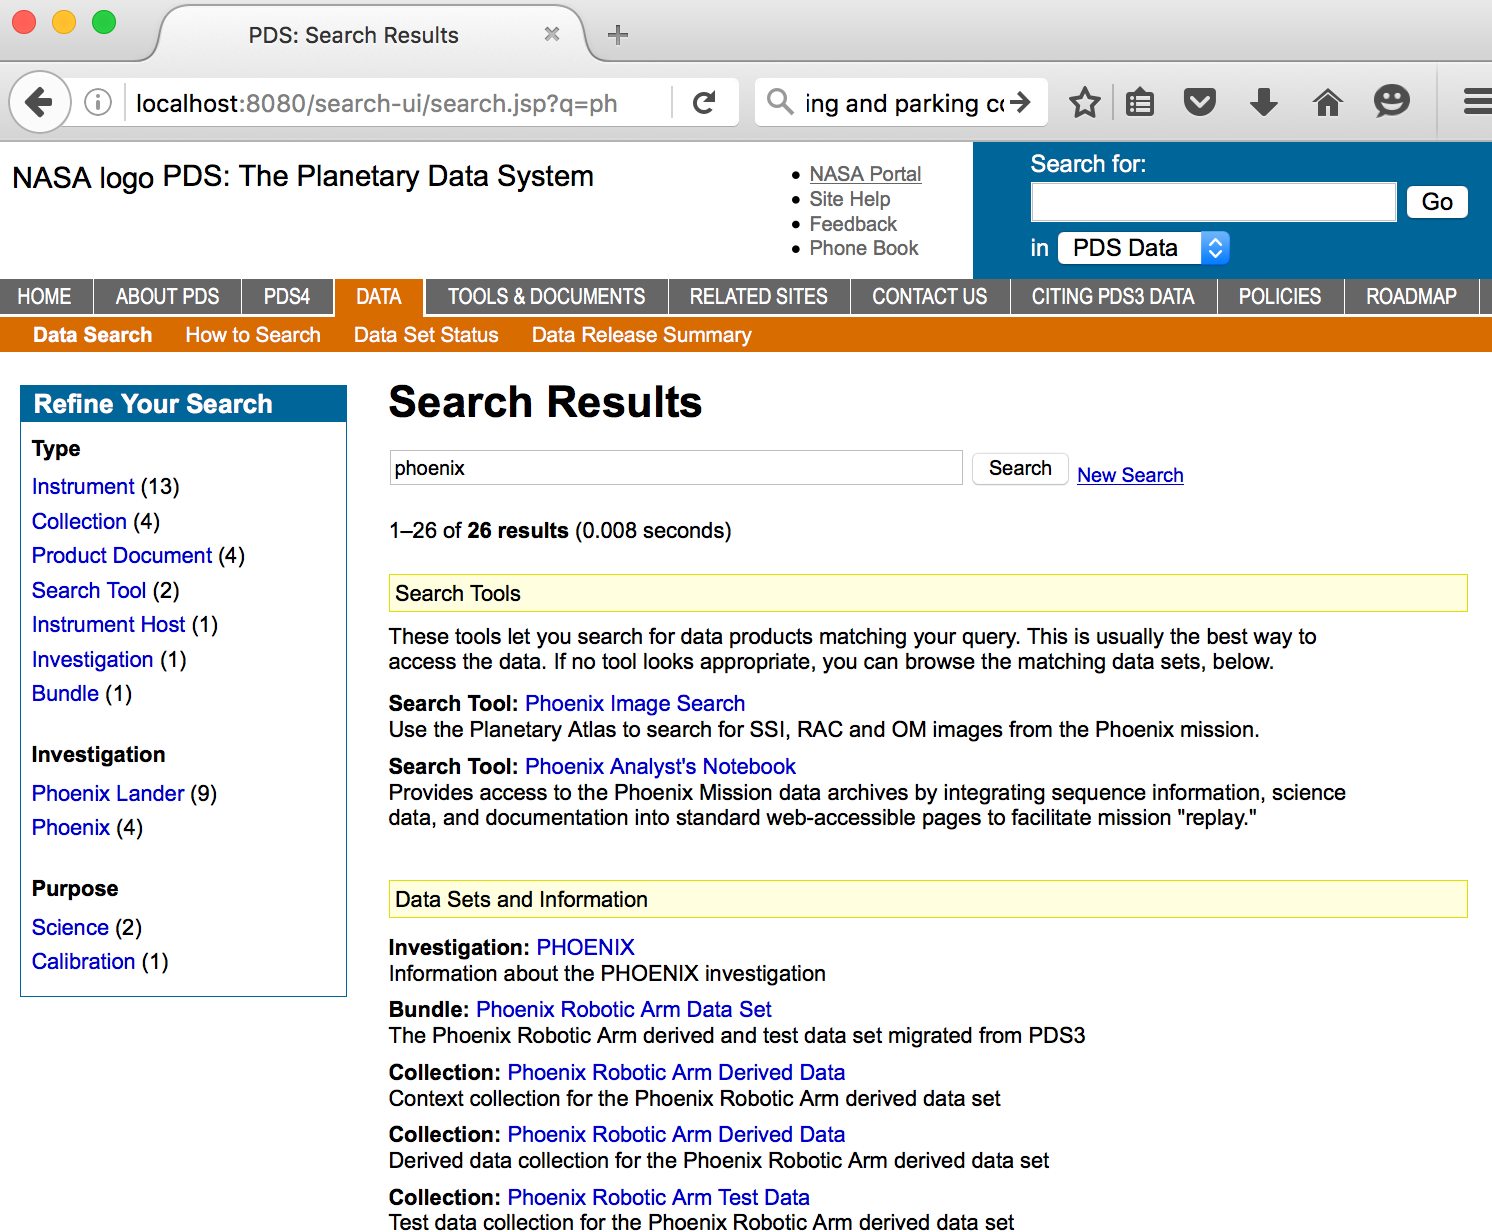 PDS: Search Results
localhost:8080/search-ui/search.jsp?q=ph
ing and parking co
NASA logo PDS: The Planetary Data System
NASA Portal
Site Help
Feedback
Phone Book
Search for:
Go
in PDS Data
HOME ABOUT PDS PDS4 DATA TOOLS & DOCUMENTS RELATED SITES CONTACT US CITING PDS3 DATA POLICIES ROADMAP
Data Search How to Search Data Set Status Data Release Summary
Refine Your Search
Type
Instrument (13)
Collection (4)
Product Document (4)
Search Tool (2)
Instrument Host (1)
Investigation (1)
Bundle (1)
Investigation
Phoenix Lander (9)
Phoenix (4)
Purpose
Science (2)
Calibration (1)
Search Results
phoenix Search New Search
1–26 of 26 results (0.008 seconds)
Search Tools
These tools let you search for data products matching your query. This is usually the best way to
access the data. If no tool looks appropriate, you can browse the matching data sets, below.
Search Tool: Phoenix Image Search
Use the Planetary Atlas to search for SSI, RAC and OM images from the Phoenix mission.
Search Tool: Phoenix Analyst's Notebook
Provides access to the Phoenix Mission data archives by integrating sequence information, science
data, and documentation into standard web-accessible pages to facilitate mission "replay."
Data Sets and Information
Investigation: PHOENIX
Information about the PHOENIX investigation
Bundle: Phoenix Robotic Arm Data Set
The Phoenix Robotic Arm derived and test data set migrated from PDS3
Collection: Phoenix Robotic Arm Derived Data
Context collection for the Phoenix Robotic Arm derived data set
Collection: Phoenix Robotic Arm Derived Data
Derived data collection for the Phoenix Robotic Arm derived data set
Collection: Phoenix Robotic Arm Test Data
Test data collection for the Phoenix Robotic Arm derived data set